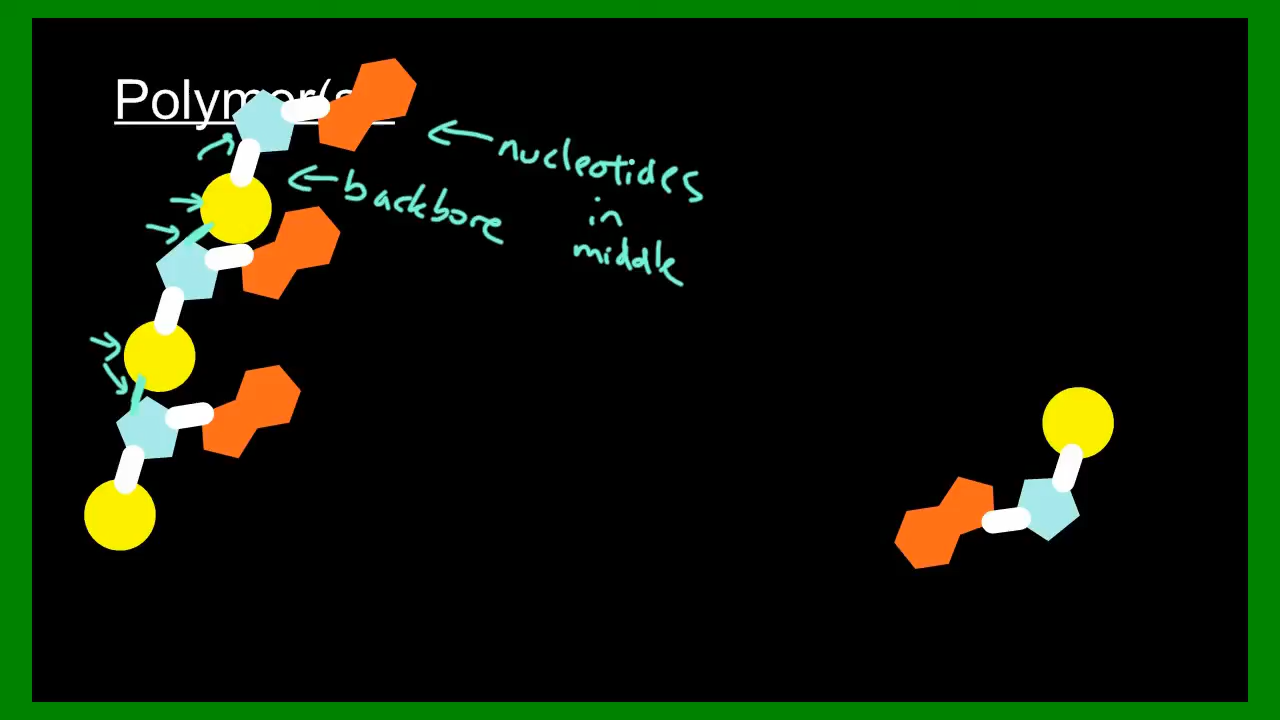 Polymer(s)
nucleotides
in
middle
backbone